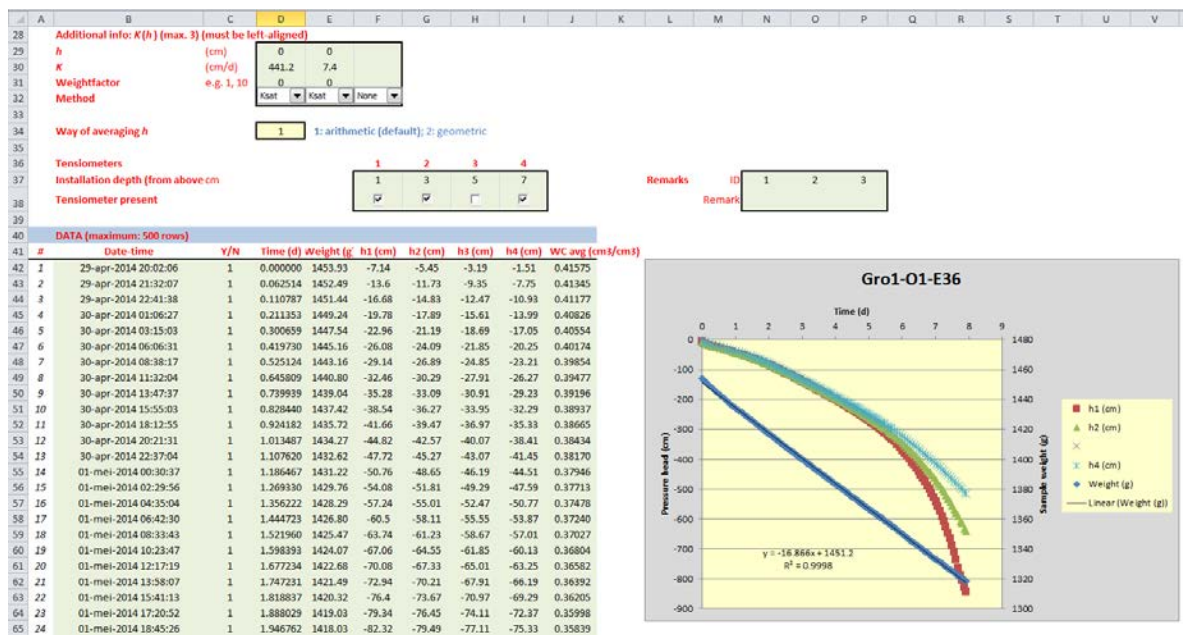 A B C D E F G H I J K L M N O P Q R S T U V
28 Additional info: K(h) (max. 3) (must be left-aligned)
29 h (cm) 0 0
30 K (cm/d) 441.2 7.4
31 Weightfactor e.g. 1, 10 0 0
32 Method Ksat Ksat None
33
34 Way of averaging h 1 1: arithmetic (default); 2: geometric
35
36 Tensiometers 1 2 3 4
37 Installation depth (from above cm 1 3 5 7 Remarks ID 1 2 3
38 Tensiometer present Remark
39
40 DATA (maximum: 500 rows)
41 # Date-time Y/N Time (d) Weight (g) h1 (cm) h2 (cm) h3 (cm) h4 (cm) WC avg (cm3/cm3)
42 1 29-apr-2014 20:02:06 1 0.000000 1453.93 -7.14 -5.45 -3.19 -1.51 0.41575
43 2 29-apr-2014 21:32:07 1 0.062514 1452.49 -13.6 -11.73 -9.35 -7.75 0.41345
44 3 29-apr-2014 22:41:38 1 0.110787 1451.44 -16.68 -14.83 -12.47 -10.93 0.41177
45 4 30-apr-2014 01:06:27 1 0.211353 1449.24 -19.78 -17.89 -15.61 -13.99 0.40826
46 5 30-apr-2014 03:15:03 1 0.300659 1447.54 -22.96 -21.19 -18.69 -17.05 0.40554
47 6 30-apr-2014 06:06:31 1 0.419730 1445.16 -26.08 -24.09 -21.85 -20.25 0.40174
48 7 30-apr-2014 08:38:17 1 0.525124 1443.16 -29.14 -26.89 -24.85 -23.21 0.39854
49 8 30-apr-2014 11:32:04 1 0.645809 1440.80 -32.46 -30.29 -27.91 -26.27 0.39477
50 9 30-apr-2014 13:47:37 1 0.739939 1439.04 -35.28 -33.09 -30.91 -29.23 0.39196
51 10 30-apr-2014 15:55:03 1 0.828440 1437.42 -38.54 -36.27 -33.95 -32.29 0.38937
52 11 30-apr-2014 18:12:55 1 0.924182 1435.72 -41.66 -39.47 -36.97 -35.33 0.38665
53 12 30-apr-2014 20:21:31 1 1.013487 1434.27 -44.82 -42.57 -40.07 -38.41 0.38434
54 13 30-apr-2014 22:37:04 1 1.107620 1432.62 -47.72 -45.27 -43.07 -41.45 0.38170
55 14 01-mei-2014 00:30:37 1 1.186467 1431.22 -50.76 -48.65 -46.19 -44.51 0.37946
56 15 01-mei-2014 02:29:56 1 1.269330 1429.76 -54.08 -51.81 -49.29 -47.59 0.37713
57 16 01-mei-2014 04:35:04 1 1.356222 1428.29 -57.24 -55.01 -52.47 -50.77 0.37478
58 17 01-mei-2014 06:42:30 1 1.444723 1426.80 -60.5 -58.11 -55.55 -53.87 0.37240
59 18 01-mei-2014 08:33:43 1 1.521960 1425.47 -63.74 -61.23 -58.67 -57.01 0.37027
60 19 01-mei-2014 10:23:47 1 1.598393 1424.07 -67.06 -64.55 -61.85 -60.13 0.36804
61 20 01-mei-2014 12:17:19 1 1.677234 1422.68 -70.08 -67.33 -65.01 -63.25 0.36582
62 21 01-mei-2014 13:58:07 1 1.747231 1421.49 -72.94 -70.21 -67.91 -66.19 0.36392
63 22 01-mei-2014 15:41:13 1 1.818837 1420.32 -76.4 -73.67 -70.97 -69.29 0.36205
64 23 01-mei-2014 17:20:52 1 1.888029 1419.03 -79.34 -76.45 -74.11 -72.37 0.35998
65 24 01-mei-2014 18:45:26 1 1.946762 1418.03 -82.32 -79.49 -77.11 -75.33 0.35839
Gro1-O1-E36
Time (d)
0 1 2 3 4 5 6 7 8 9
0 1480
-100 1460
-200 1440
-300 1420
-400 1400
-500 1380
-600 1360
-700 1340
-800 1320
-900 1300
Pressure head (cm)
Sample weight (g)
y = -16.866x + 1451.2
R² = 0.9998
h1 (cm)
h2 (cm)
h4 (cm)
Weight (g)
Linear (Weight (g))